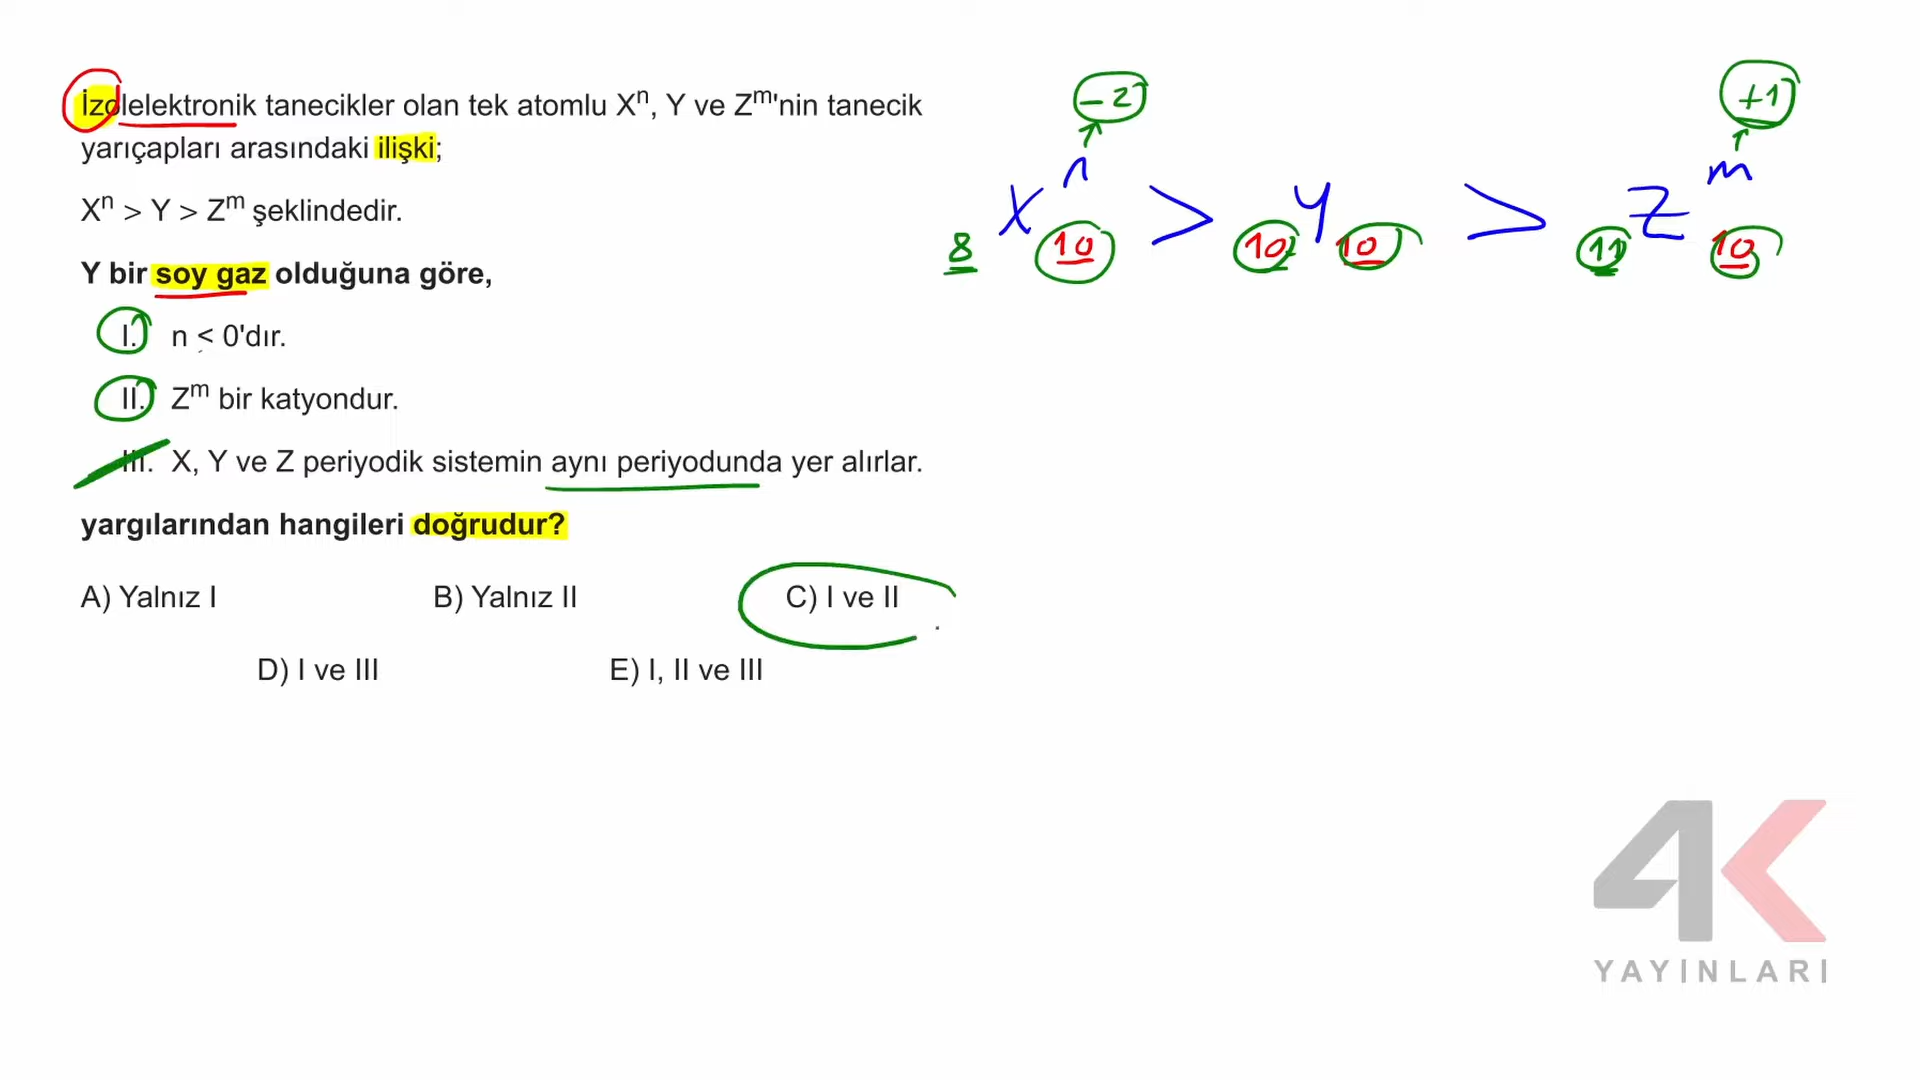 İzolelektronik tanecikler olan tek atomlu Xⁿ, Y ve Zᵐ'nin tanecik
yarıçapları arasındaki ilişki;
Xⁿ > Y > Zᵐ şeklindedir.
Y bir soy gaz olduğuna göre,
I. n < 0'dır.
II. Zᵐ bir katyondur.
III. X, Y ve Z periyodik sistemin aynı periyodunda yer alırlar.
yargılarından hangileri doğrudur?
A) Yalnız I B) Yalnız II C) I ve II
D) I ve III E) I, II ve III
-2 +1
n m
X > Y > Z
8 10 10 10 11 10
4K
YAYINLARI